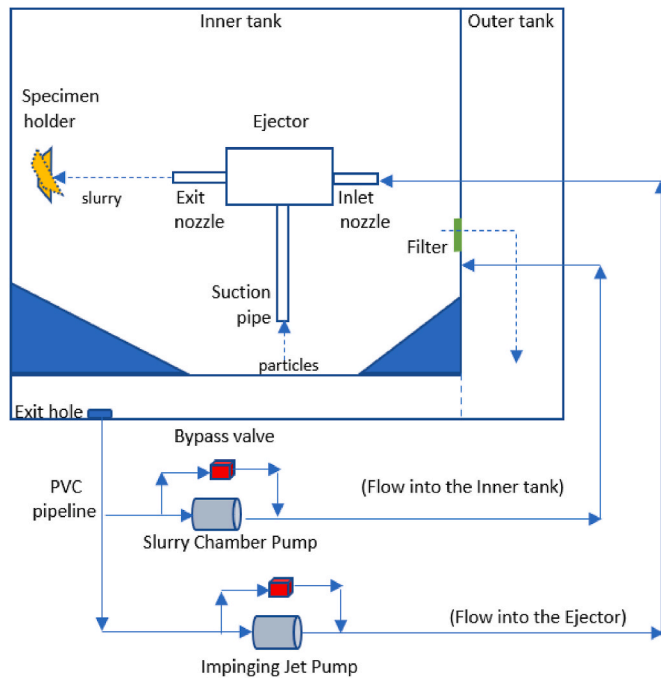 Inner tank
Outer tank
Specimen
holder
Ejector
slurry
Exit
nozzle
Inlet
nozzle
Filter
Suction
pipe
particles
Exit hole
Bypass valve
PVC
pipeline
(Flow into the Inner tank)
Slurry Chamber Pump
(Flow into the Ejector)
Impinging Jet Pump